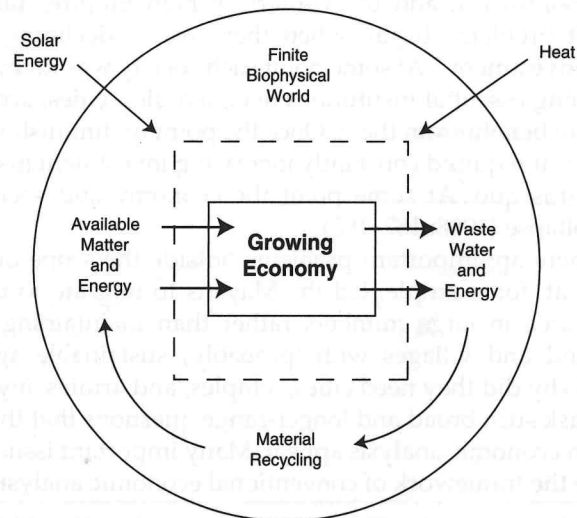 Solar
Energy
Finite
Biophysical
World
Heat
Available
Matter
and
Energy
Growing
Economy
Waste
Water
and
Energy
Material
Recycling